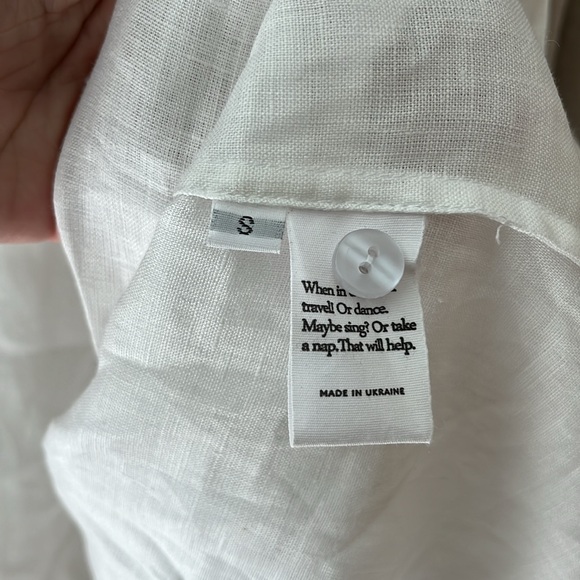 S
When in
travel! Or dance.
Maybe sing? Or take
a nap. That will help.
MADE IN UKRAINE